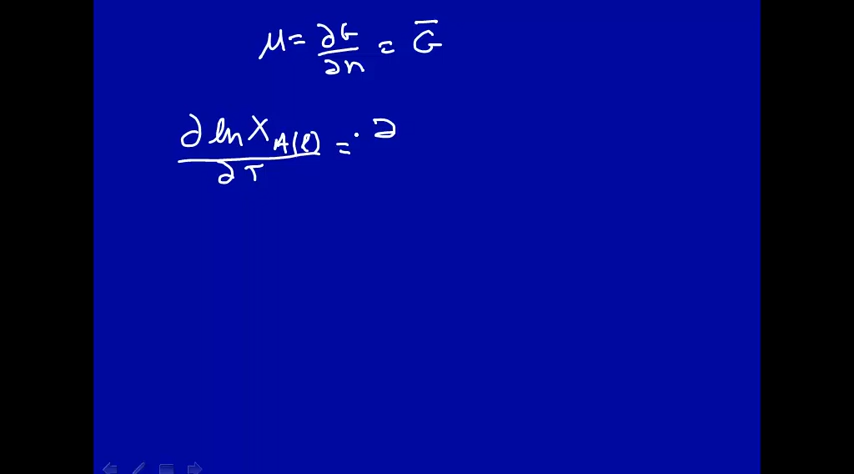 μ = ∂G/∂n = G̅
∂ ln X_A(l) / ∂T = ∂